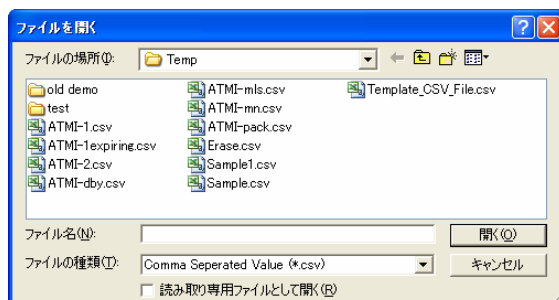 ファイルを開く
ファイルの場所(I):
Temp
old demo
test
ATMI-1.csv
ATMI-1expiring.csv
ATMI-2.csv
ATMI-dby.csv
ATMI-mls.csv
ATMI-mn.csv
ATMI-pack.csv
Erase.csv
Sample1.csv
Sample.csv
Template_CSV_File.csv
ファイル名(N):
開く(O)
ファイルの種類(T):
Comma Seperated Value (*.csv)
キャンセル
読み取り専用ファイルとして開く(R)